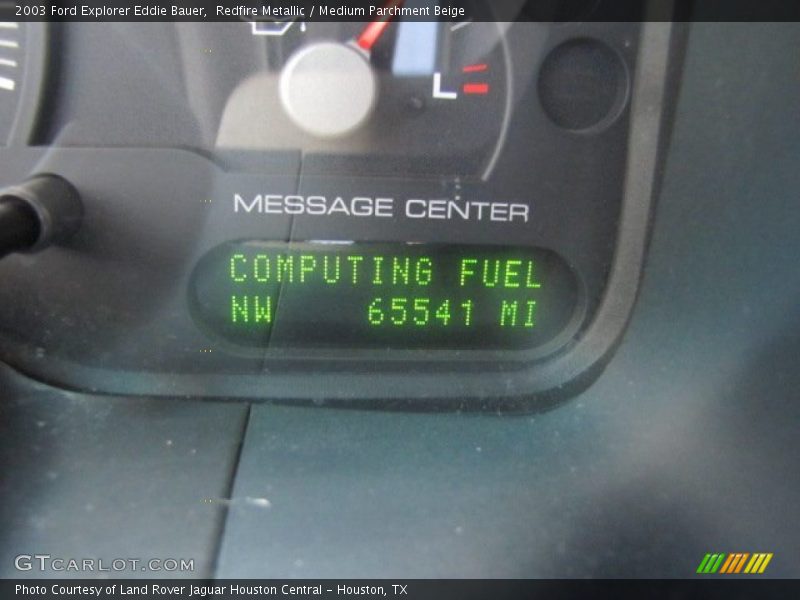 2003 Ford Explorer Eddie Bauer,  Redfire Metallic / Medium Parchment Beige
L
MESSAGE CENTER
COMPUTING FUEL
NW 65541 MI
GTCARLOT.COM
Photo Courtesy of Land Rover Jaguar Houston Central - Houston, TX